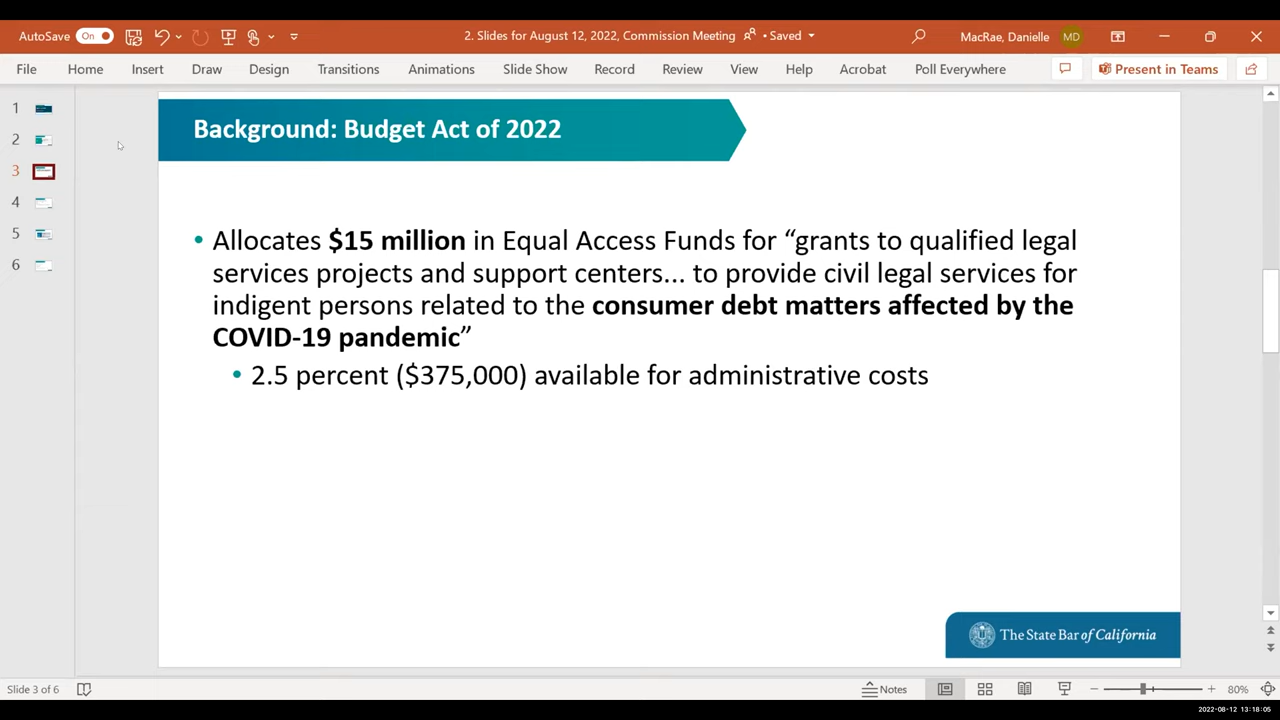 AutoSave On 2. Slides for August 12, 2022, Commission Meeting • Saved MacRae, Danielle MD
File Home Insert Draw Design Transitions Animations Slide Show Record Review View Help Acrobat Poll Everywhere Present in Teams
1
2
3
4
5
6
Background: Budget Act of 2022
• Allocates $15 million in Equal Access Funds for “grants to qualified legal
services projects and support centers... to provide civil legal services for
indigent persons related to the consumer debt matters affected by the
COVID-19 pandemic”
• 2.5 percent ($375,000) available for administrative costs
The State Bar of California
Slide 3 of 6 Notes 80%
2022-08-12 13:18:05